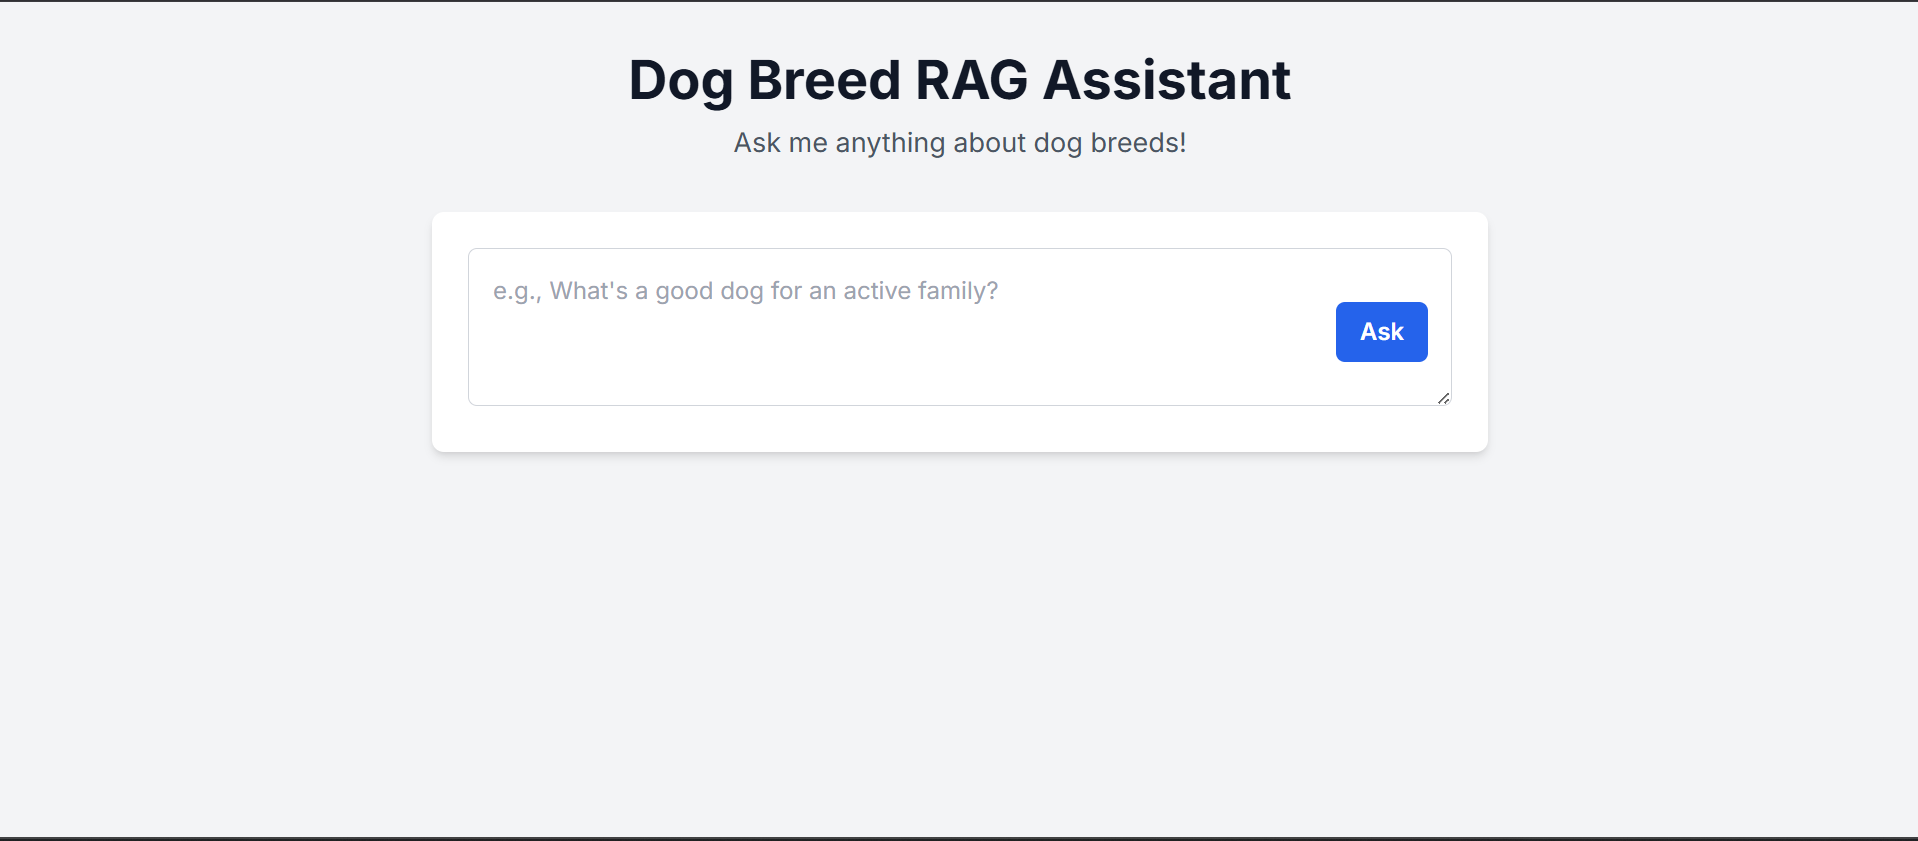 Dog Breed RAG Assistant
Ask me anything about dog breeds!
e.g., What's a good dog for an active family?
Ask